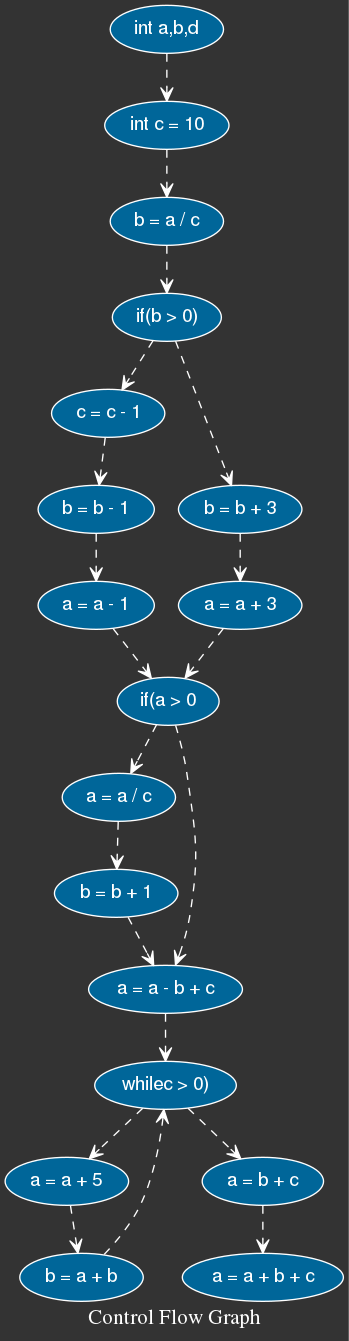 int a,b,d
int c = 10
b = a / c
if(b > 0)
c = c - 1
b = b - 1
b = b + 3
a = a - 1
a = a + 3
if(a > 0
a = a / c
b = b + 1
a = a - b + c
whilec > 0)
a = a + 5
a = b + c
b = a + b
a = a + b + c
Control Flow Graph